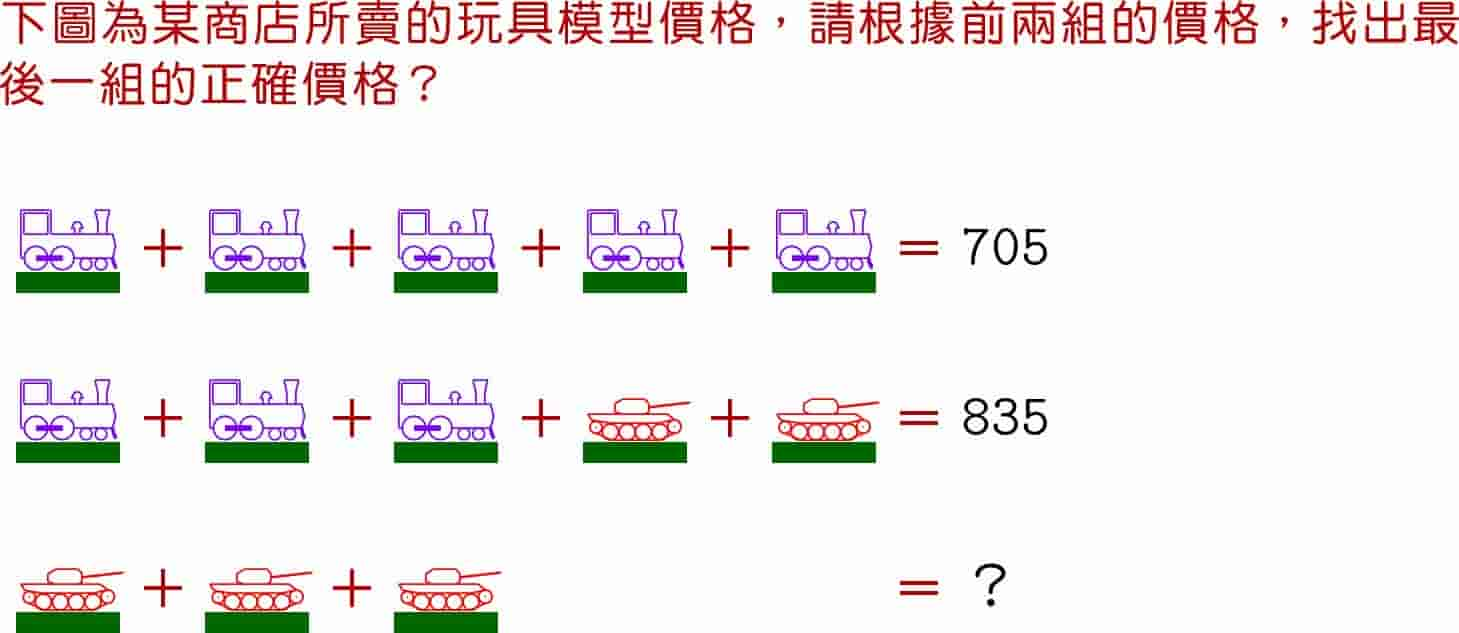 下圖為某商店所賣的玩具模型價格，請根據前兩組的價格，找出最
後一組的正確價格？
+ + + + = 705
+ + + + = 835
+ + = ?